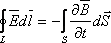 ∮_L E̅ dl̅ = −∫_S ∂B̅/∂t dS̅